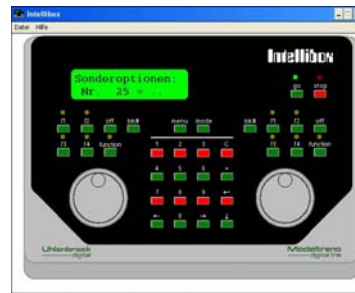 Intellibox
Datei Hilfe
Intellibox
Sonderoptionen:
Nr. 25 = ..
go stop
f1 f2 off lok# menu mode lok# f1 f2 off
f3 f4 function 1 2 3 C f3 f4 function
4 5 6 +
7 8 9 ↵
← 0 → ↓
Uhlenbrock
digital
Modeltreno
digital line